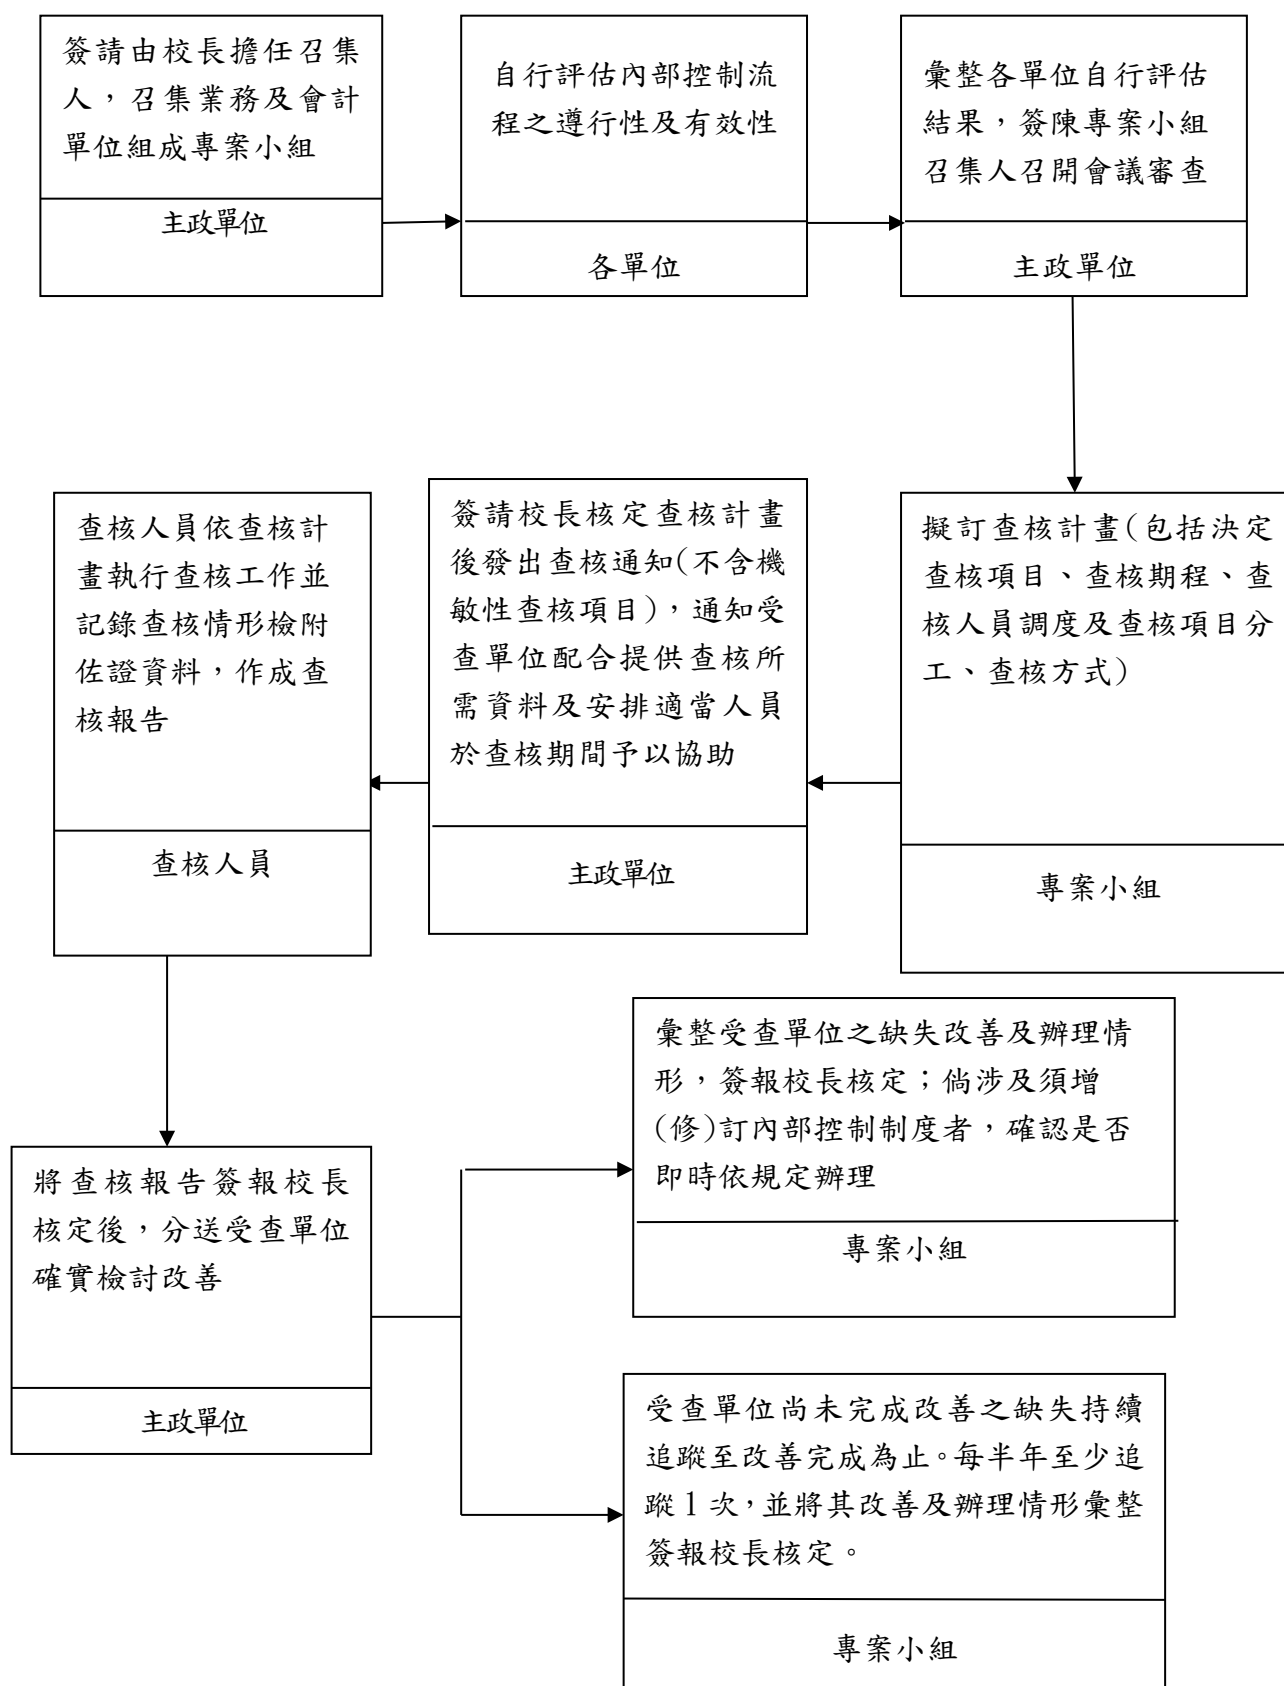 簽請由校長擔任召集
人，召集業務及會計
單位組成專案小組
主政單位
自行評估內部控制流
程之遵行性及有效性
各單位
彙整各單位自行評估
結果，簽陳專案小組
召集人召開會議審查
主政單位
擬訂查核計畫(包括決定
查核項目、查核期程、查
核人員調度及查核項目分
工、查核方式)
專案小組
簽請校長核定查核計畫
後發出查核通知(不含機
敏性查核項目)，通知受
查單位配合提供查核所
需資料及安排適當人員
於查核期間予以協助
主政單位
查核人員依查核計
畫執行查核工作並
記錄查核情形檢附
佐證資料，作成查
核報告
查核人員
將查核報告簽報校長
核定後，分送受查單位
確實檢討改善
主政單位
彙整受查單位之缺失改善及辦理情
形，簽報校長核定；倘涉及須增
(修)訂內部控制制度者，確認是否
即時依規定辦理
專案小組
受查單位尚未完成改善之缺失持續
追蹤至改善完成為止。每半年至少追
蹤1次，並將其改善及辦理情形彙整
簽報校長核定。
專案小組